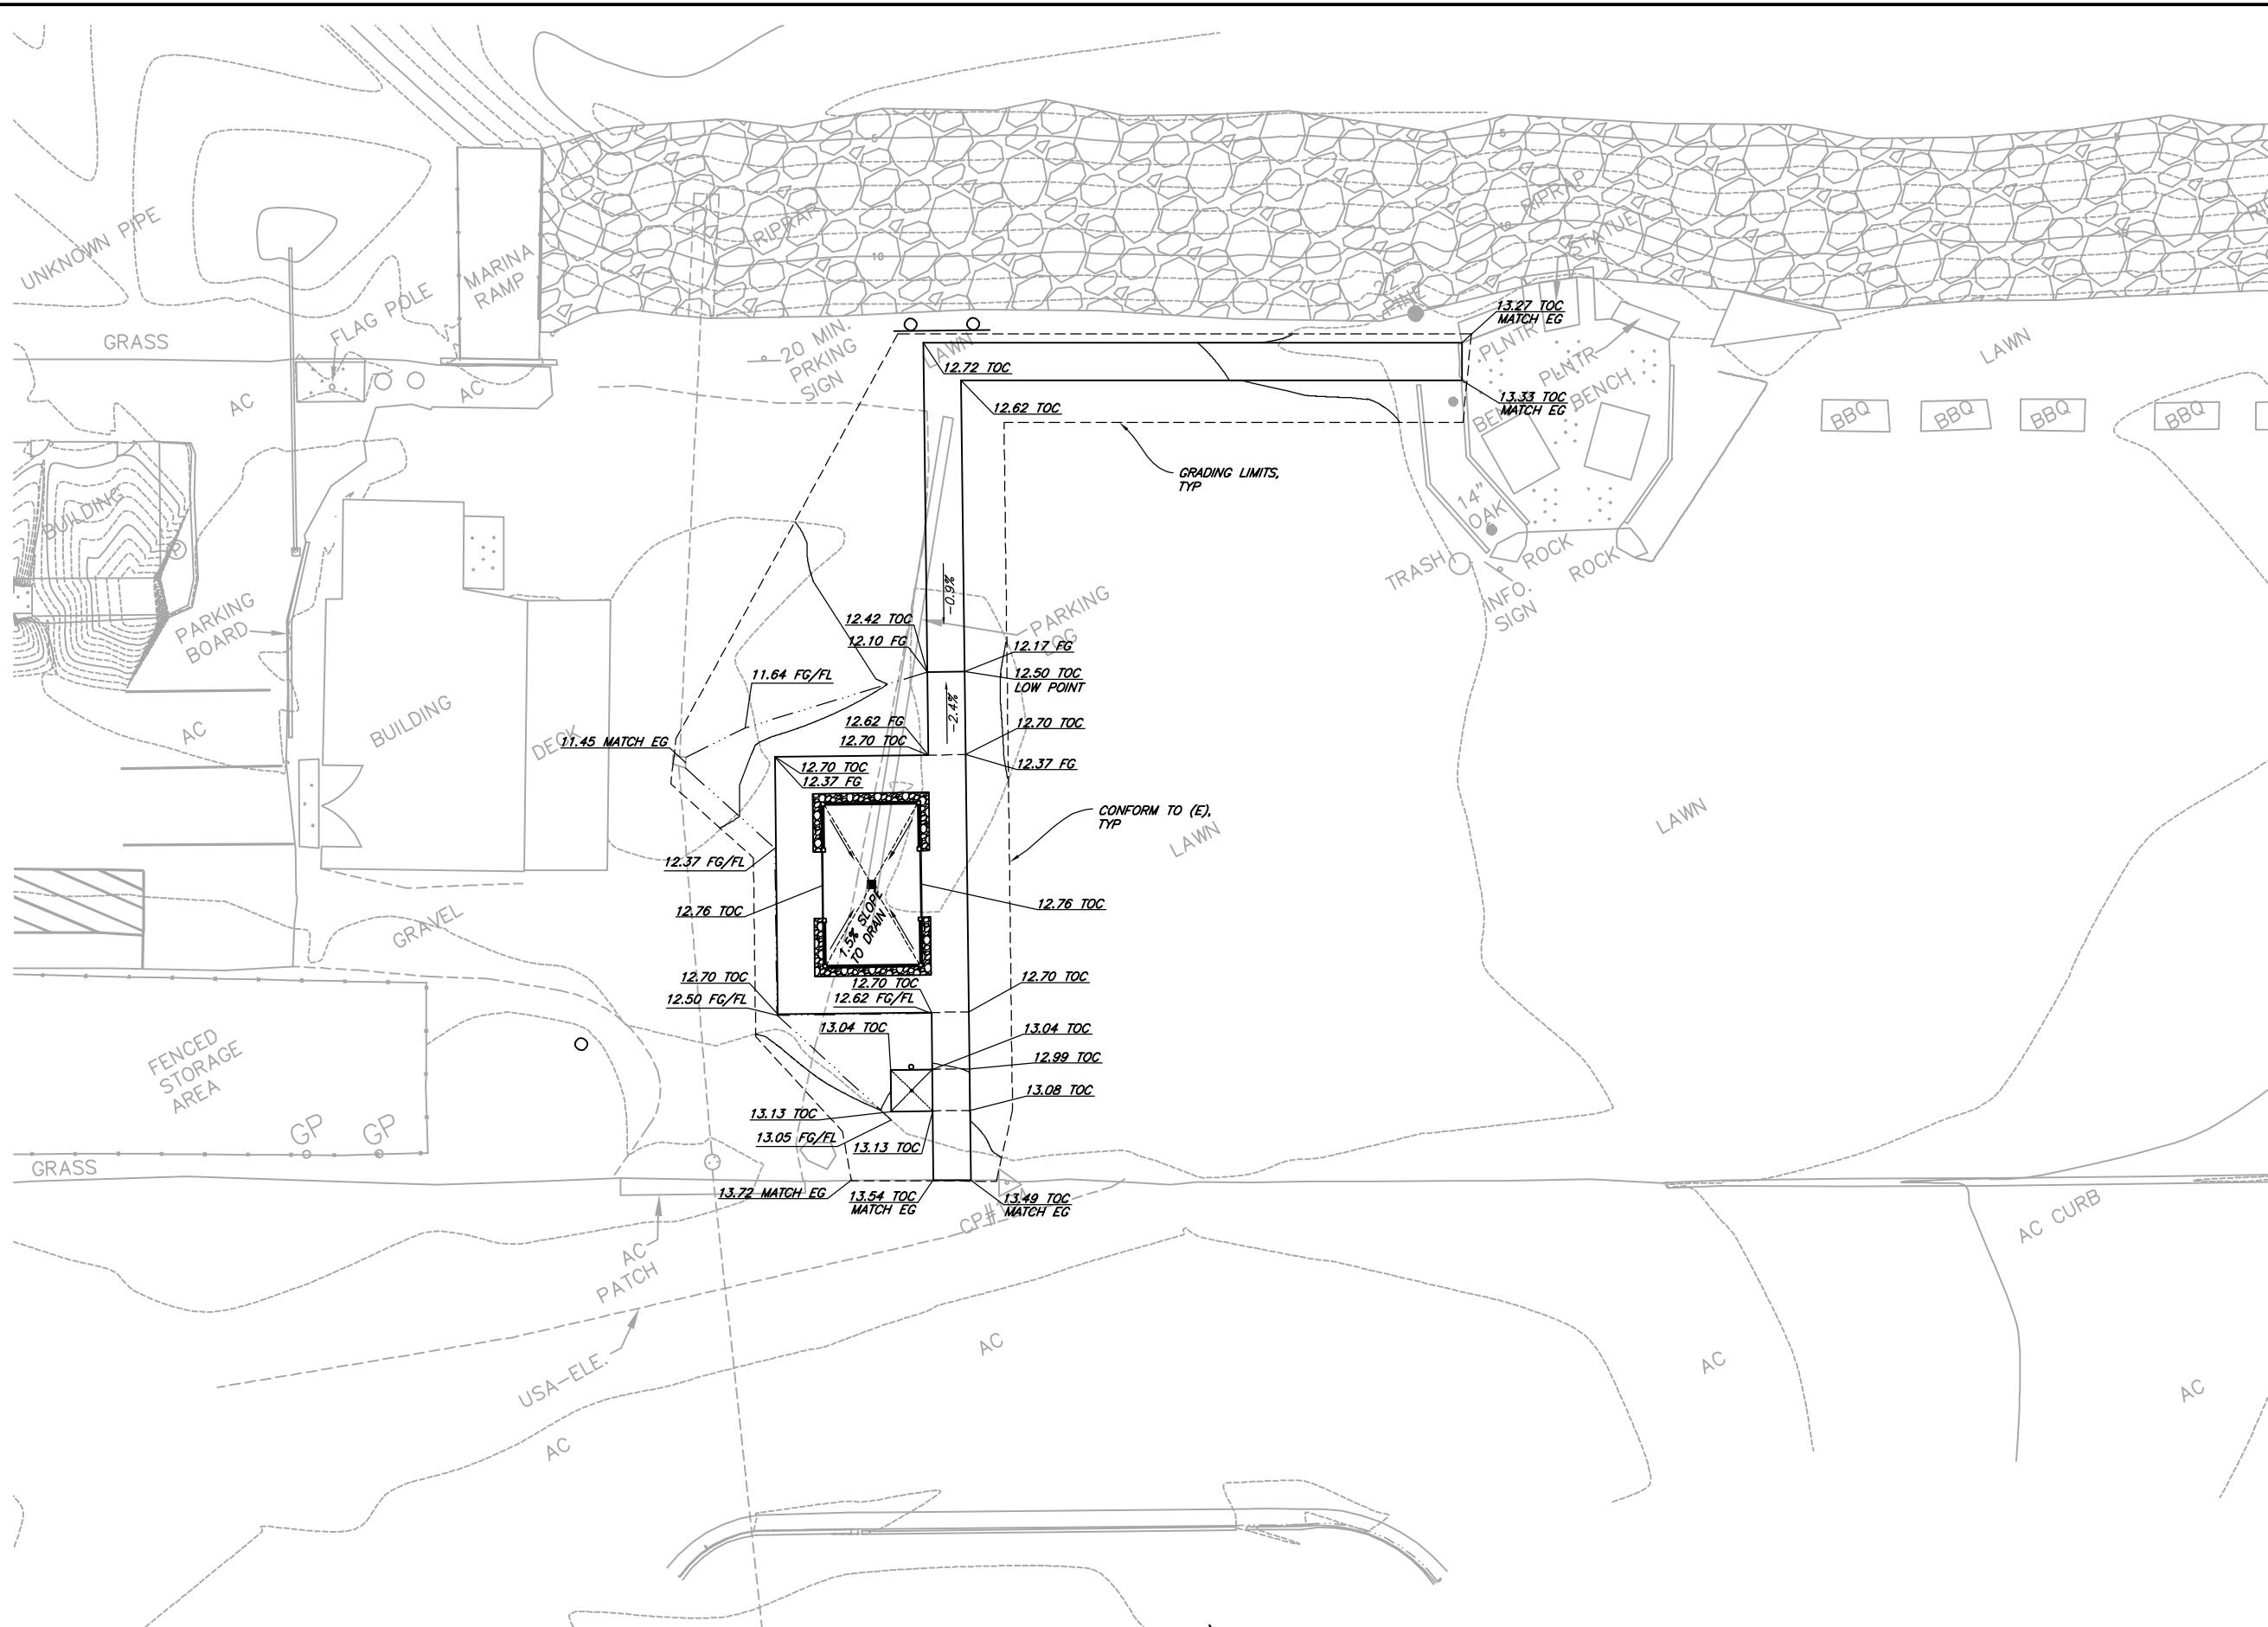 5
5
UNKNOWN PIPE
MARINA
RAMP
RIPRAP
10
RIPRAP
STATUE
10
GRASS
FLAG POLE
AC
AC
20 MIN.
PRKING
SIGN
LAWN
22"
PINE
PLNTR
PLNTR
BENCH
13.27 TOC
MATCH EG
LAWN
12.72 TOC
12.62 TOC
13.33 TOC
MATCH EG
BBQ
BBQ
BBQ
BBQ
GRADING LIMITS,
TYP
14"
OAK
BUILDING
P
TRASH
ROCK
ROCK
INFO.
SIGN
PARKING
BOARD
-0.9%
PARKING
LOG
12.42 TOC
12.10 FG
12.17 FG
12.50 TOC
LOW POINT
11.64 FG/FL
-2.4%
12.62 FG
12.70 TOC
12.70 TOC
11.45 MATCH EG
12.37 FG
12.70 TOC
12.37 FG
AC
BUILDING
DECK
CONFORM TO (E),
TYP
LAWN
LAWN
12.37 FG/FL
1.5% SLOPE
TO DRAIN
12.76 TOC
12.76 TOC
GRAVEL
12.70 TOC
12.50 FG/FL
12.70 TOC
12.62 FG/FL
12.70 TOC
13.04 TOC
13.04 TOC
12.99 TOC
13.08 TOC
FENCED
STORAGE
AREA
GP
GP
13.13 TOC
13.05 FG/FL
13.13 TOC
GRASS
13.72 MATCH EG
13.54 TOC
MATCH EG
13.49 TOC
MATCH EG
CP#
AC CURB
AC
PATCH
USA-ELE.
AC
AC
AC
AC